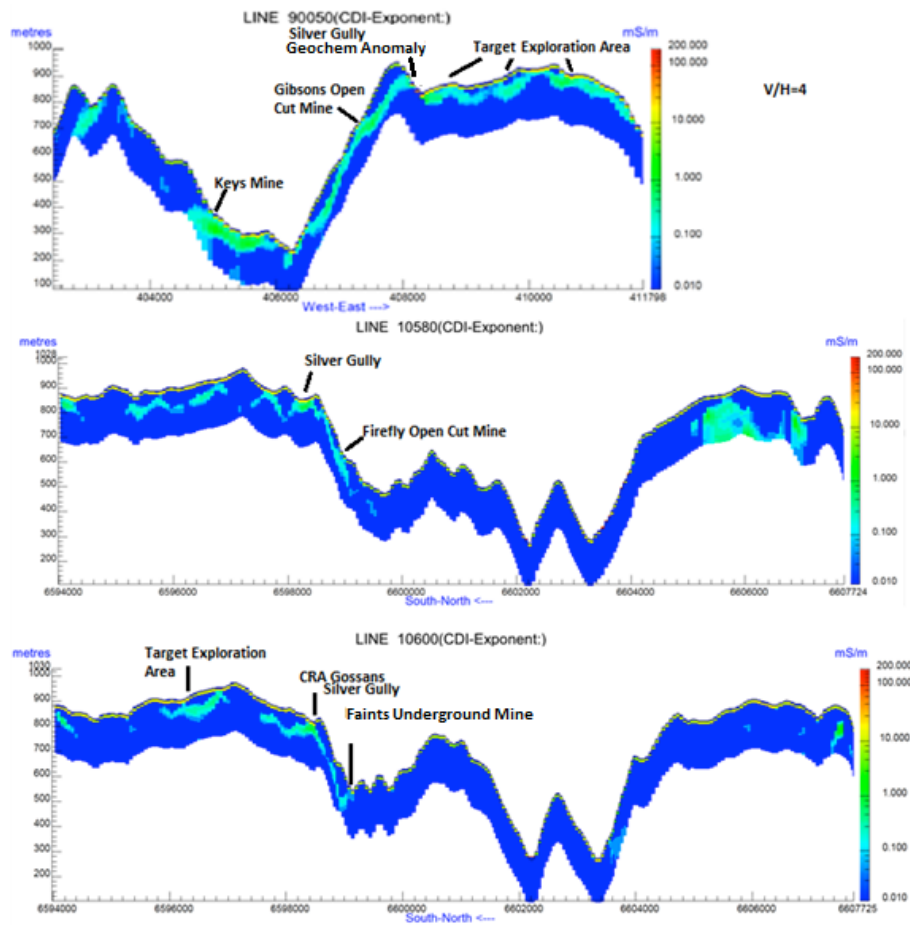 LINE 90050(CDI-Exponent:)
metres
Silver Gully
Geochem Anomaly
Target Exploration Area
mS/m
V/H=4
1000
900
800
700
600
500
400
300
200
100
Gibsons Open
Cut Mine
Keys Mine
200.000
100.000
10.000
1.000
0.100
0.010
404000
406000
408000
410000
411798
West-East --->
LINE 10580(CDI-Exponent:)
metres
mS/m
1028
1000
900
800
700
600
500
400
300
200
Silver Gully
Firefly Open Cut Mine
200.000
100.000
10.000
1.000
0.100
0.010
6594000
6596000
6598000
6600000
6602000
6604000
6606000
6607724
South-North <---
LINE 10600(CDI-Exponent:)
metres
mS/m
1030
1000
900
800
700
600
500
400
300
200
Target Exploration
Area
CRA Gossans
Silver Gully
Faints Underground Mine
200.000
100.000
10.000
1.000
0.100
0.010
6594000
6596000
6598000
6600000
6602000
6604000
6606000
6607725
South-North <---